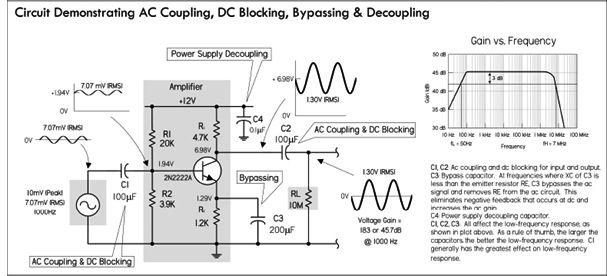 Circuit Demonstrating AC Coupling, DC Blocking, Bypassing & Decoupling
Power Supply Decoupling
7.07 mV (RMS)
+1.94V
0V
7.07mV (RMS)
0V
Amplifier
+12V
R1
20K
4.7K
6.98V
1.94V
2N2222A
C1
100µF
10mV (Peak)
7.07mV (RMS)
1000Hz
R2
3.9K
1.29V
1.2K
C4
0.1µF
C2
100µF
+ 6.98V
0V
1.30V (RMS)
AC Coupling & DC Blocking
Bypassing
C3
200µF
RL
10M
1.30V (RMS)
0V
Voltage Gain =
183 or 45.7dB
@ 1000 Hz
AC Coupling & DC Blocking
Gain vs. Frequency
50 dB
45 dB
40 dB
35 dB
30 dB
Gain (dB)
3 dB
10 Hz 100 Hz 1 kHz 10 kHz 100 kHz 1 MHz 10 MHz 100 MHz
fL = 50Hz
Frequency
fH = 7 MHz
C1, C2 Ac coupling and dc blocking for input and output.
C3 Bypass capacitor. At frequencies where XC of C3 is
less than the emitter resistor RE, C3 bypasses the ac
signal and removes RE from the ac circuit. This
eliminates negative feedback that occurs at dc and
increases the ac gain.
C4 Power supply decoupling capacitor.
C1, C2, C3. All affect the low-frequency response, as
shown in plot above. As a rule of thumb, the larger the
capacitors the better the low-frequency response. C1
generally has the greatest effect on low-frequency
response.